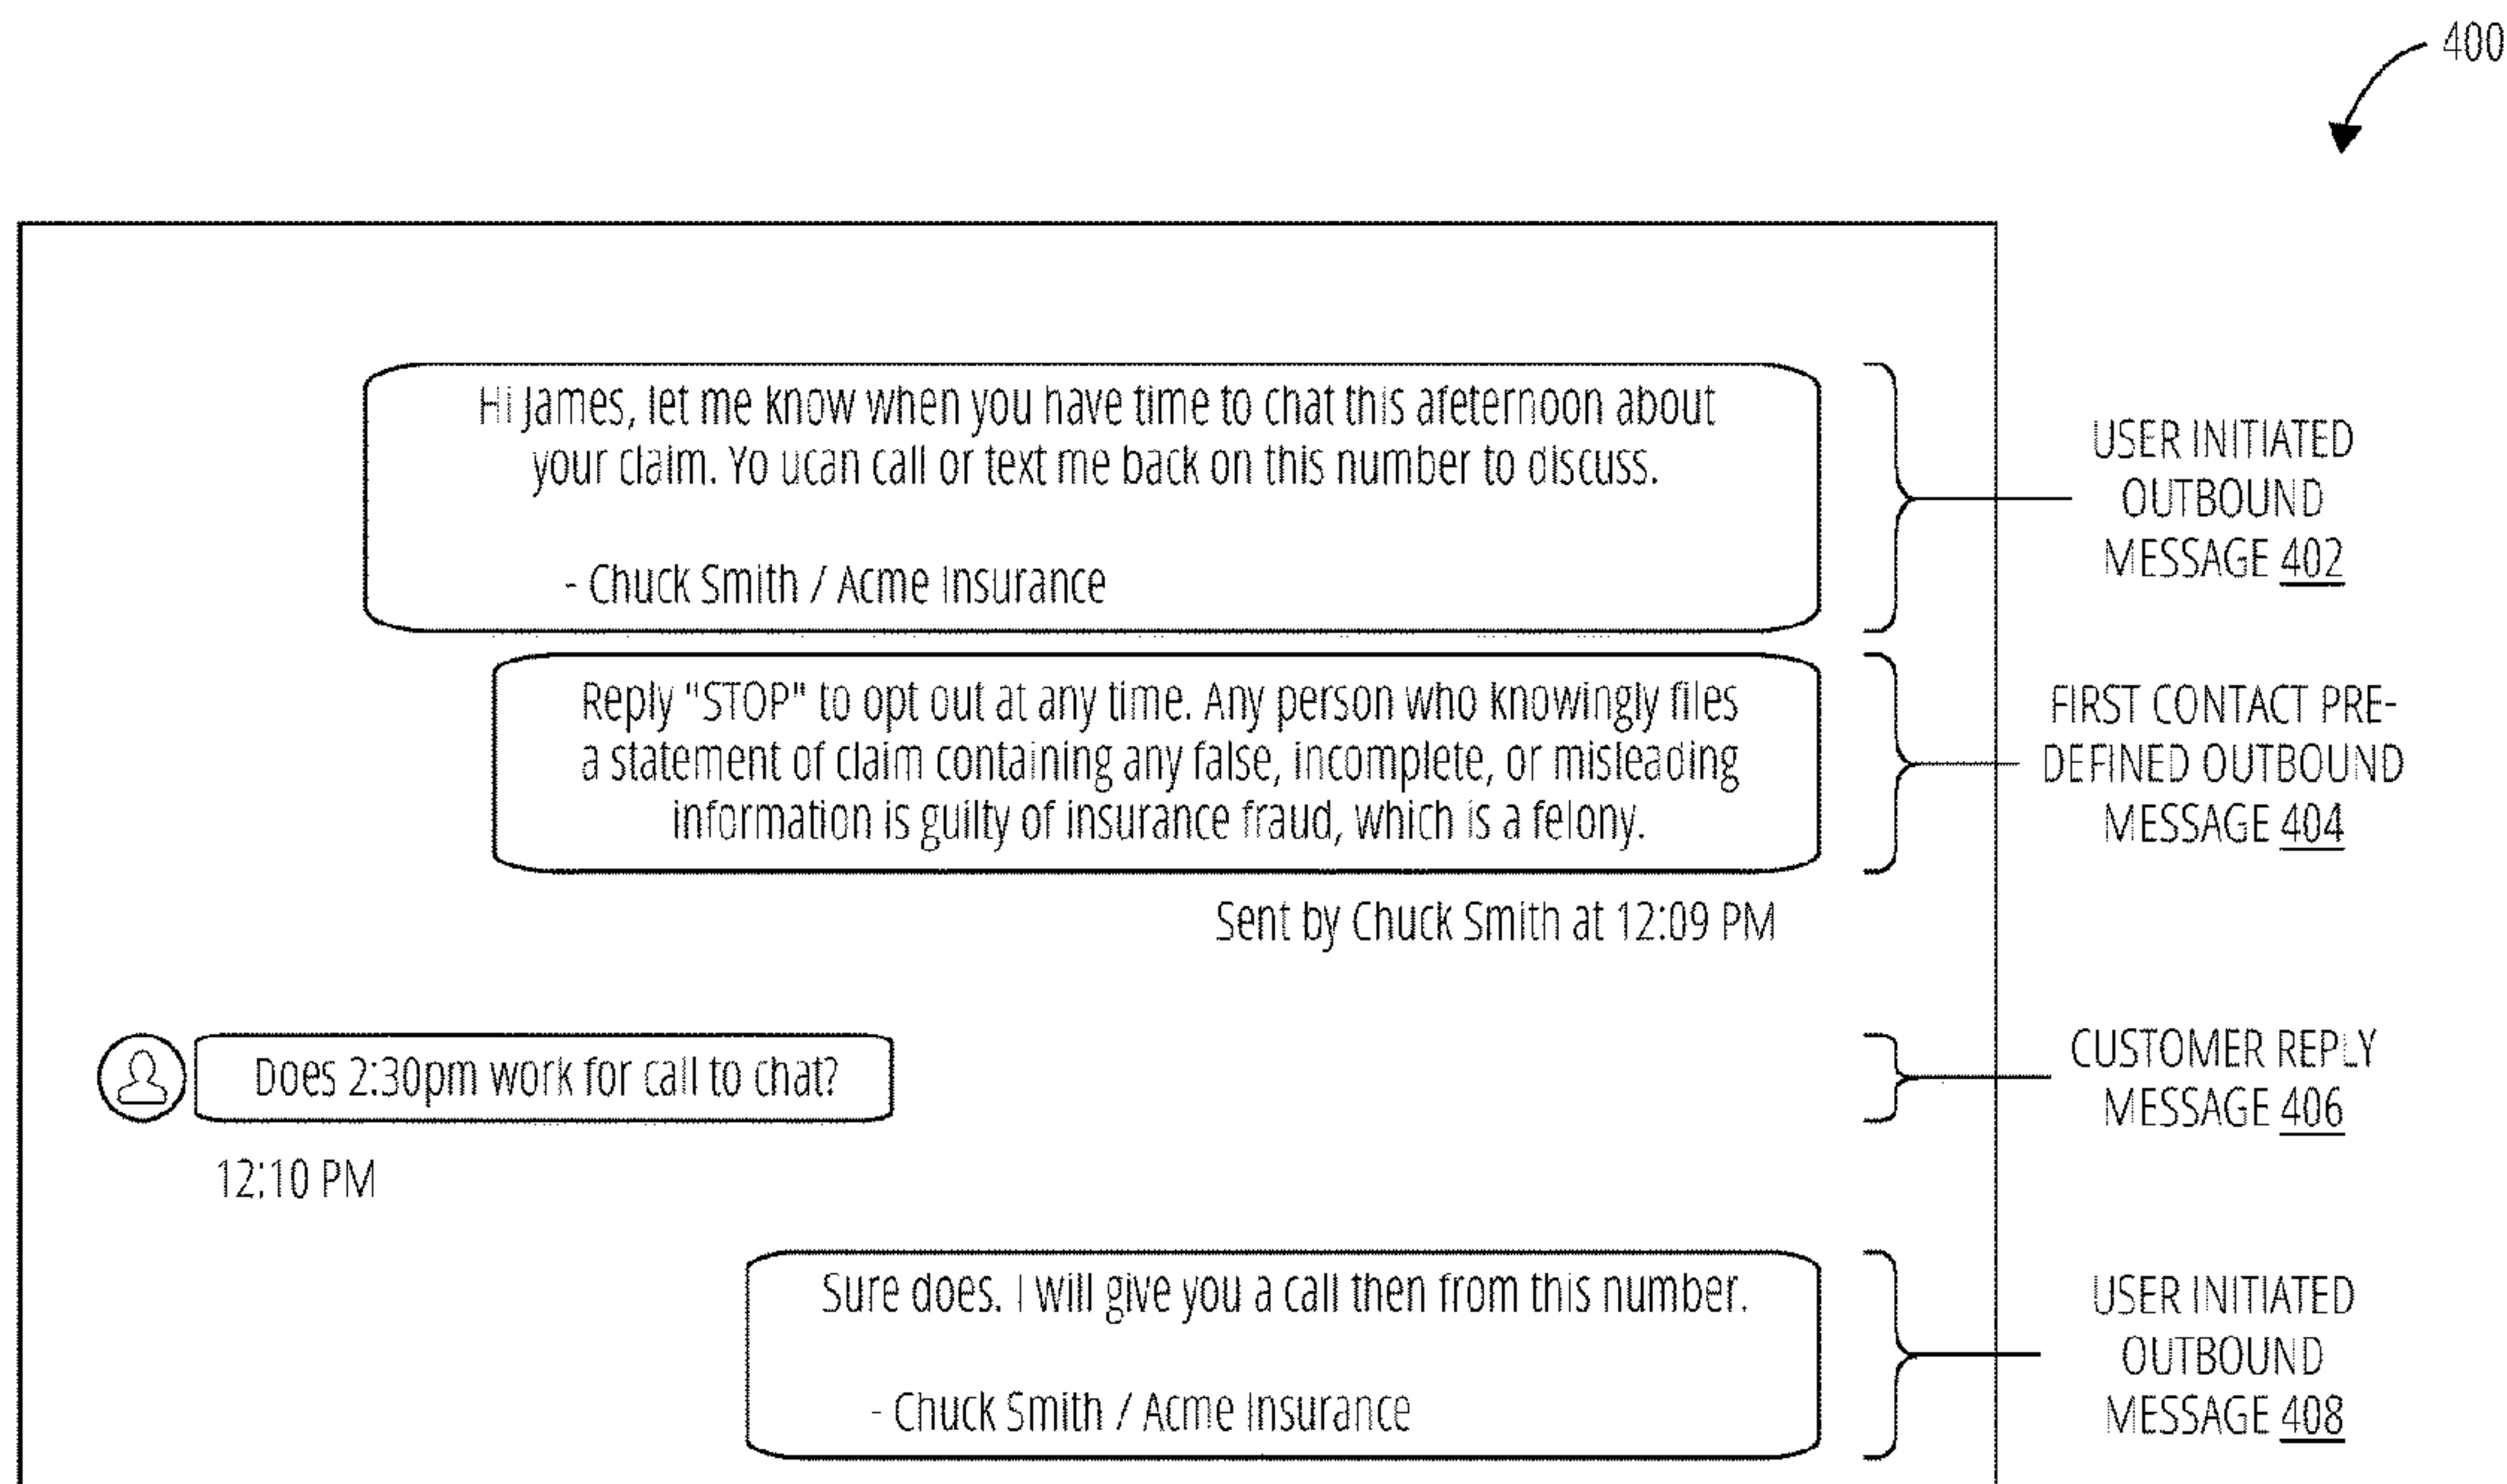 400
Hi James, let me know when you have time to chat this afeternoon about
your claim. Yo ucan call or text me back on this number to discuss.
- Chuck Smith / Acme Insurance
USER INITIATED
OUTBOUND
MESSAGE 402
Reply "STOP" to opt out at any time. Any person who knowingly files
a statement of claim containing any false, incomplete, or misleading
information is guilty of insurance fraud, which is a felony.
FIRST CONTACT PRE-
DEFINED OUTBOUND
MESSAGE 404
Sent by Chuck Smith at 12:09 PM
Does 2:30pm work for call to chat?
12:10 PM
CUSTOMER REPLY
MESSAGE 406
Sure does. I will give you a call then from this number.
- Chuck Smith / Acme Insurance
USER INITIATED
OUTBOUND
MESSAGE 408